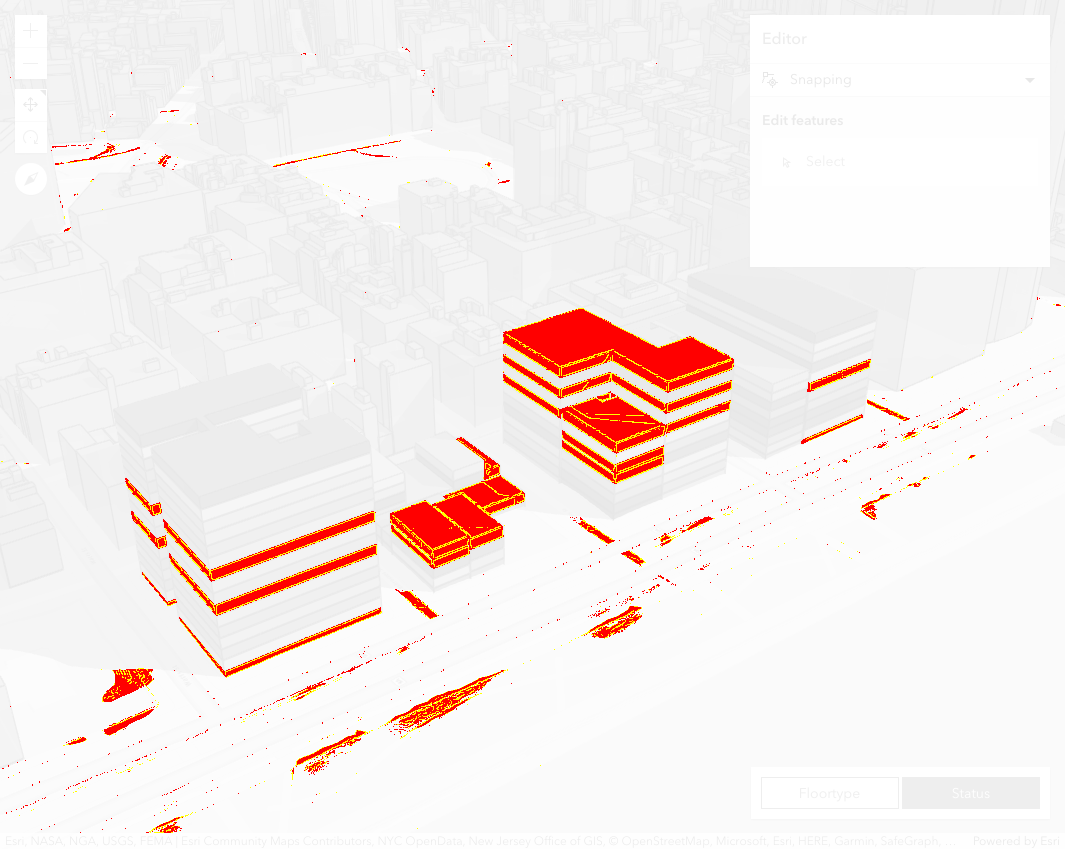 Editor
Snapping
Edit features
Select
Floortype
Status
Esri, NASA, NGA, USGS, FEMA | Esri Community Maps Contributors, NYC OpenData, New Jersey Office of GIS, © OpenStreetMap, Microsoft, Esri, HERE, Garmin, SafeGraph, ... Powered by Esri